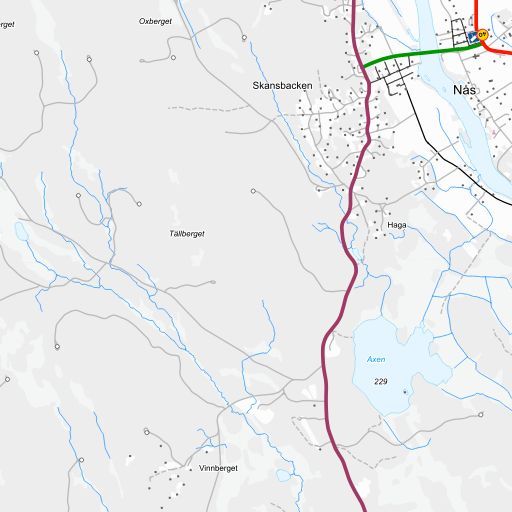 Oxberget
Skansbacken
Nås
Haga
Tällberget
Axen
229
Vinnberget